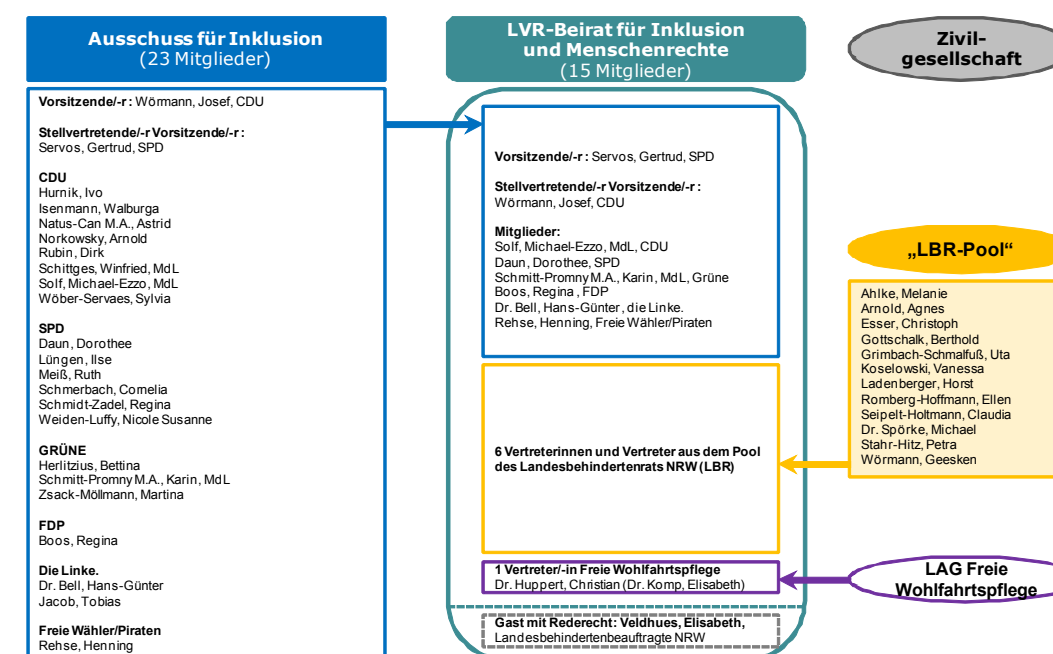 Ausschuss für Inklusion
(23 Mitglieder)
Vorsitzende/-r: Wörmann, Josef, CDU
Stellvertretende/-r Vorsitzende/-r:
Servos, Gertrud, SPD
CDU
Hurnik, Ivo
Isenmann, Walburga
Natus-Can M.A., Astrid
Norkowsky, Arnold
Rubin, Dirk
Schittges, Winfried, MdL
Solf, Michael-Ezzo, MdL
Wöber-Servaes, Sylvia
SPD
Daun, Dorothee
Lüngen, Ilse
Meiß, Ruth
Schmerbach, Cornelia
Schmidt-Zadel, Regina
Weiden-Luffy, Nicole Susanne
GRÜNE
Herlitzius, Bettina
Schmitt-Promny M.A., Karin, MdL
Zsack-Möllmann, Martina
FDP
Boos, Regina
Die Linke.
Dr. Bell, Hans-Günter
Jacob, Tobias
Freie Wähler/Piraten
Rehse, Henning
LVR-Beirat für Inklusion
und Menschenrechte
(15 Mitglieder)
Vorsitzende/-r: Servos, Gertrud, SPD
Stellvertretende/-r Vorsitzende/-r:
Wörmann, Josef, CDU
Mitglieder:
Solf, Michael-Ezzo, MdL, CDU
Daun, Dorothee, SPD
Schmitt-Promny M.A., Karin, MdL, Grüne
Boos, Regina , FDP
Dr. Bell, Hans-Günter , die Linke.
Rehse, Henning, Freie Wähler/Piraten
6 Vertreterinnen und Vertreter aus dem Pool
des Landesbehindertenrats NRW (LBR)
1 Vertreter/-in Freie Wohlfahrtspflege
Dr. Huppert, Christian (Dr. Komp, Elisabeth)
Gast mit Rederecht: Veldhues, Elisabeth,
Landesbehindertenbeauftragte NRW
Zivil-
gesellschaft
„LBR-Pool“
Ahlke, Melanie
Arnold, Agnes
Esser, Christoph
Gottschalk, Berthold
Grimbach-Schmalfuß, Uta
Koselowski, Vanessa
Ladenberger, Horst
Romberg-Hoffmann, Ellen
Seipelt-Holtmann, Claudia
Dr. Spörke, Michael
Stahr-Hitz, Petra
Wörmann, Geesken
LAG Freie
Wohlfahrtspflege